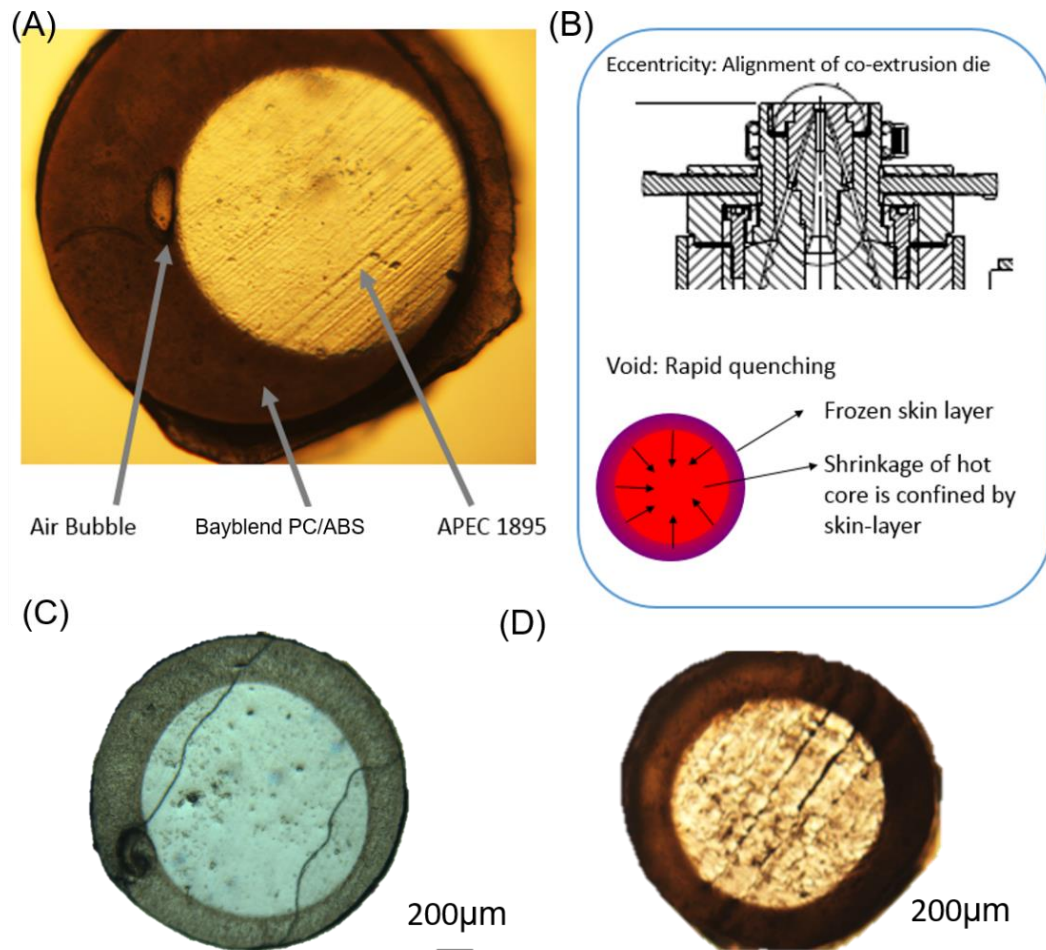 (A)
Air Bubble
Bayblend PC/ABS
APEC 1895
(B)
Eccentricity: Alignment of co-extrusion die
Void: Rapid quenching
Frozen skin layer
Shrinkage of hot
core is confined by
skin-layer
(C)
200μm
(D)
200μm